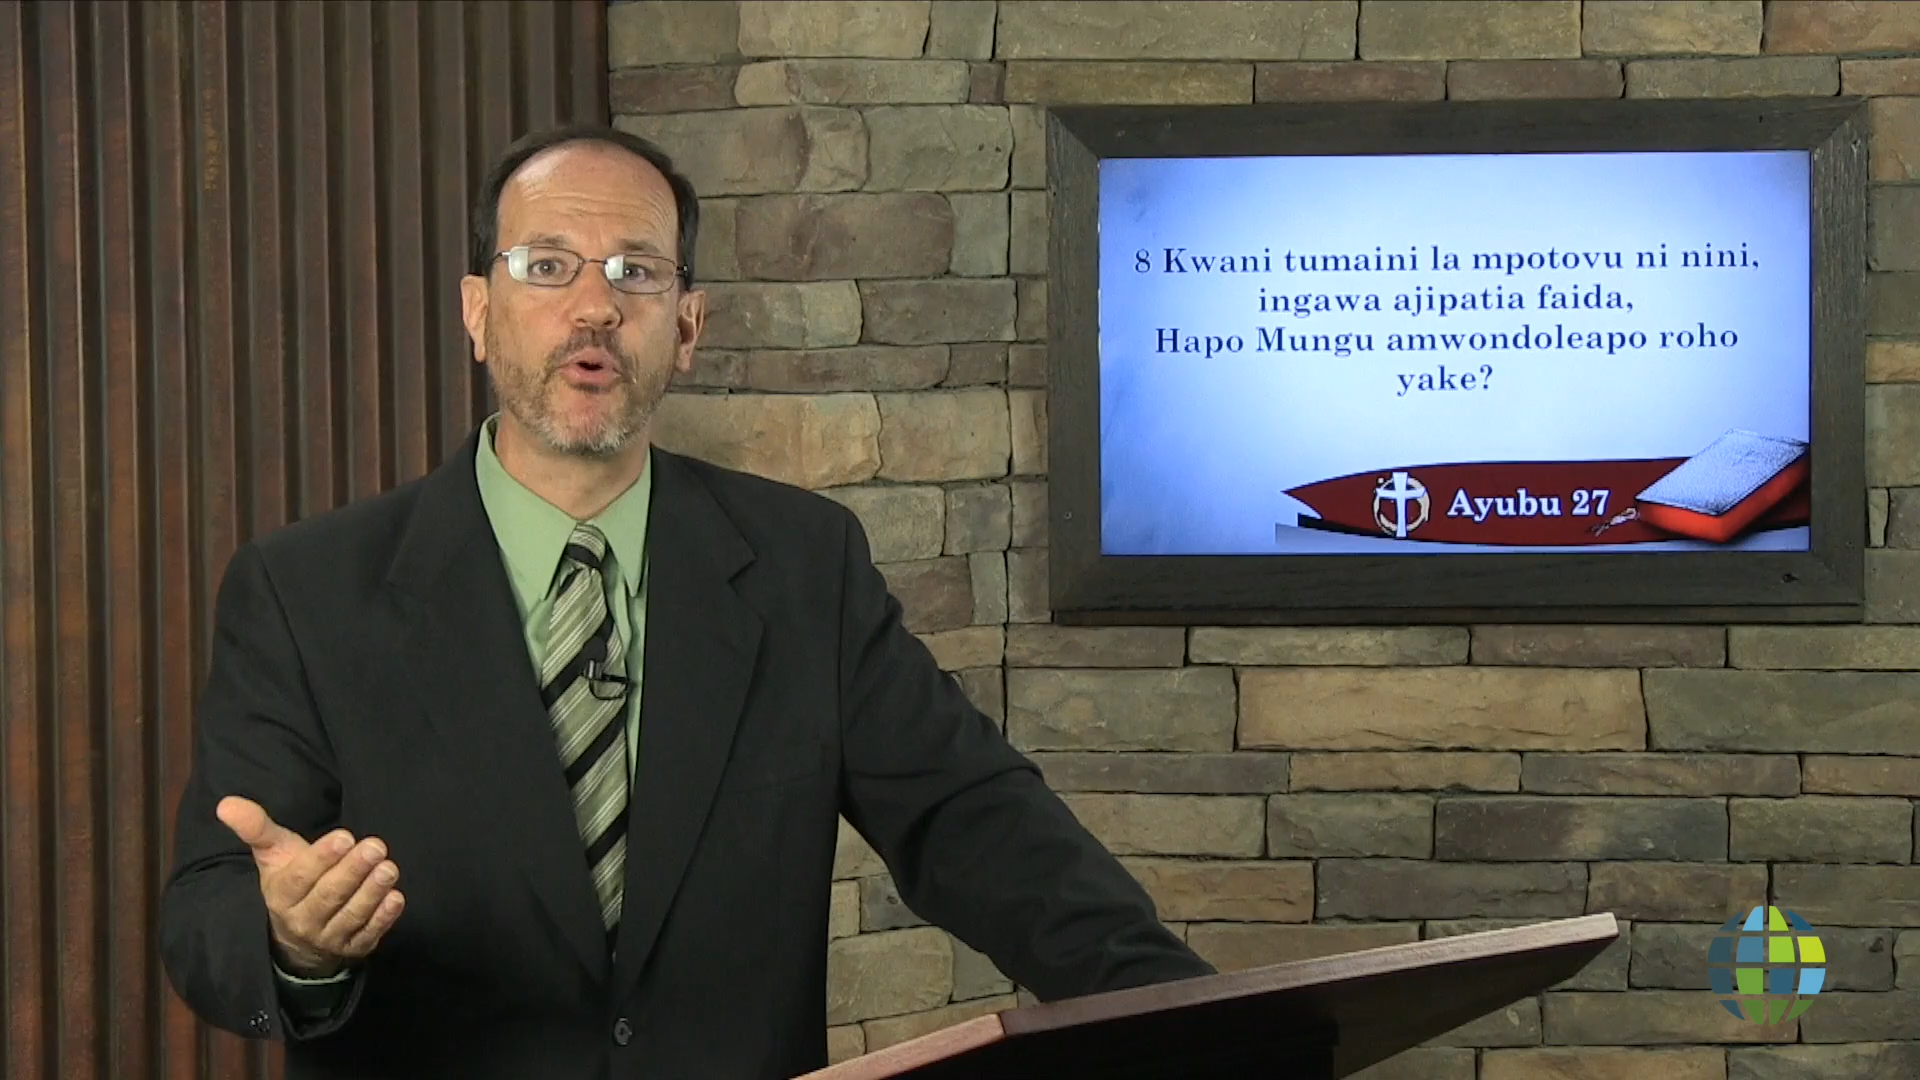 8 Kwani tumaini la mpotovu ni nini,
ingawa ajipatia faida,
Hapo Mungu amwondoleapo roho
yake?
Ayubu 27